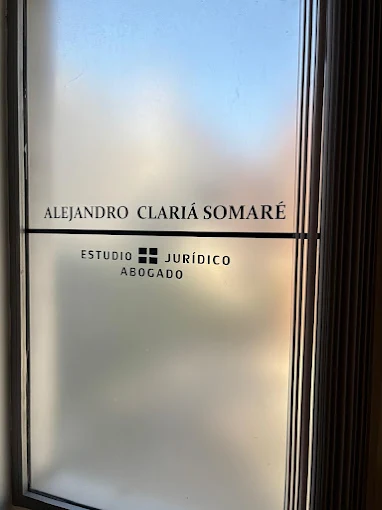 ALEJANDRO CLARIÁ SOMARÉ
ESTUDIO JURÍDICO
ABOGADO